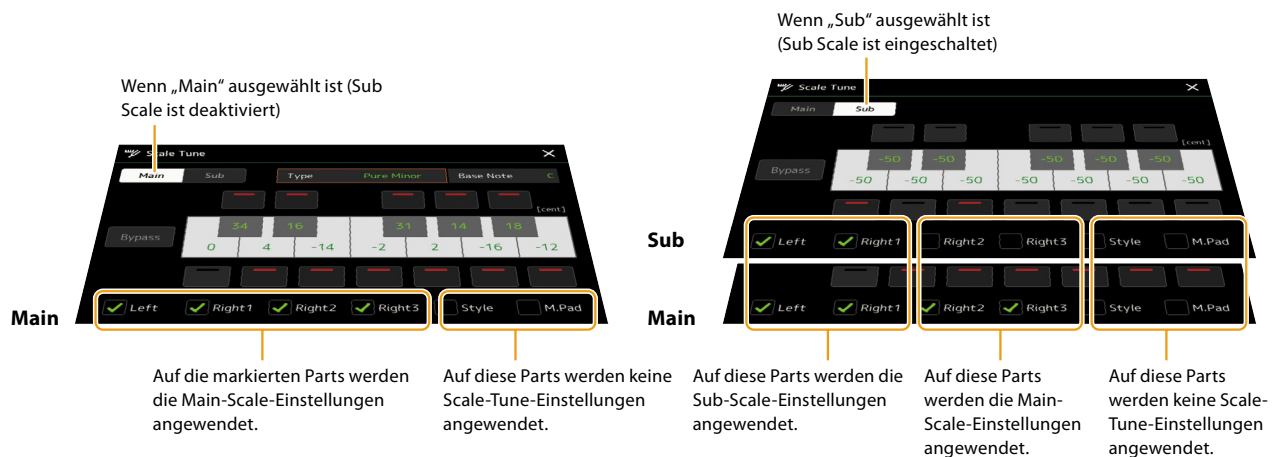 Wenn „Main“ ausgewählt ist (Sub
Scale ist deaktiviert)
Scale Tune
Main Sub Type Pure Minor Base Note C
[cent]
34 16 31 14 18
Bypass
0 4 -14 -2 2 -16 -12
Main
Left Right1 Right2 Right3 Style M.Pad
Auf die markierten Parts werden
die Main-Scale-Einstellungen
angewendet.
Auf diese Parts werden keine
Scale-Tune-Einstellungen
angewendet.
Wenn „Sub“ ausgewählt ist
(Sub Scale ist eingeschaltet)
Scale Tune
Main Sub
[cent]
-50 -50 -50 -50 -50
Bypass
-50 -50 -50 -50 -50 -50 -50
Sub
Left Right1 Right2 Right3 Style M.Pad
Main
Left Right1 Right2 Right3 Style M.Pad
Auf diese Parts werden die
Sub-Scale-Einstellungen
angewendet.
Auf diese Parts
werden die Main-
Scale-Einstellungen
angewendet.
Auf diese Parts
werden keine Scale-
Tune-Einstellungen
angewendet.